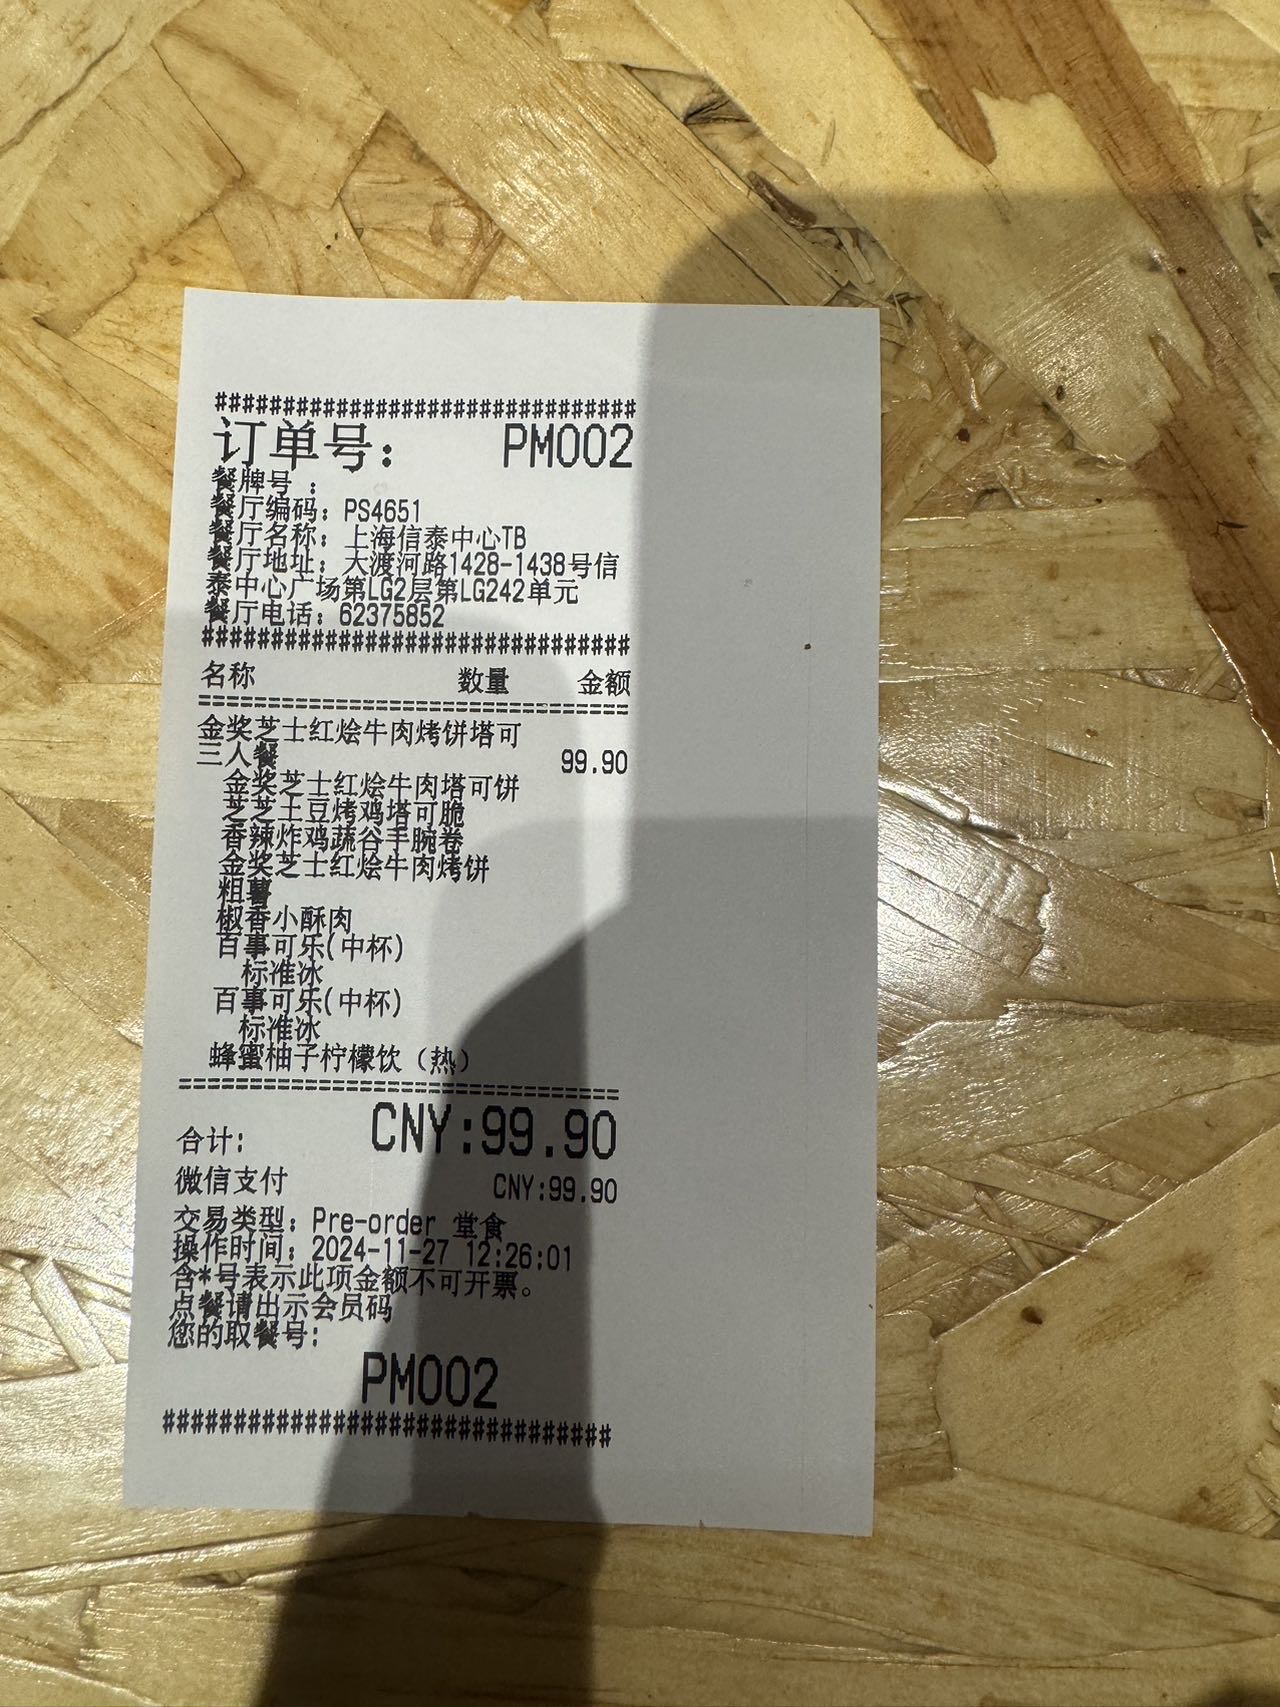 ###############################
订单号： PM002
餐牌号 ：
餐厅编码：PS4651
餐厅名称：上海信泰中心TB
餐厅地址：大渡河路1428-1438号信
泰中心广场第LG2层第LG242单元
餐厅电话：62375852
###############################
名称 数量 金额
================================
金奖芝士红烩牛肉烤饼塔可
三人餐 99.90
金奖芝士红烩牛肉塔可饼
芝芝土豆烤鸡塔可脆
香辣炸鸡蔬谷手腕卷
金奖芝士红烩牛肉烤饼
粗薯
椒香小酥肉
百事可乐(中杯)
标准冰
百事可乐(中杯)
标准冰
蜂蜜柚子柠檬饮（热）
================================
合计: CNY:99.90
微信支付 CNY:99.90
交易类型：Pre-order 堂食
操作时间：2024-11-27 12:26:01
含*号表示此项金额不可开票。
点餐请出示会员码
您的取餐号:
PM002
###############################